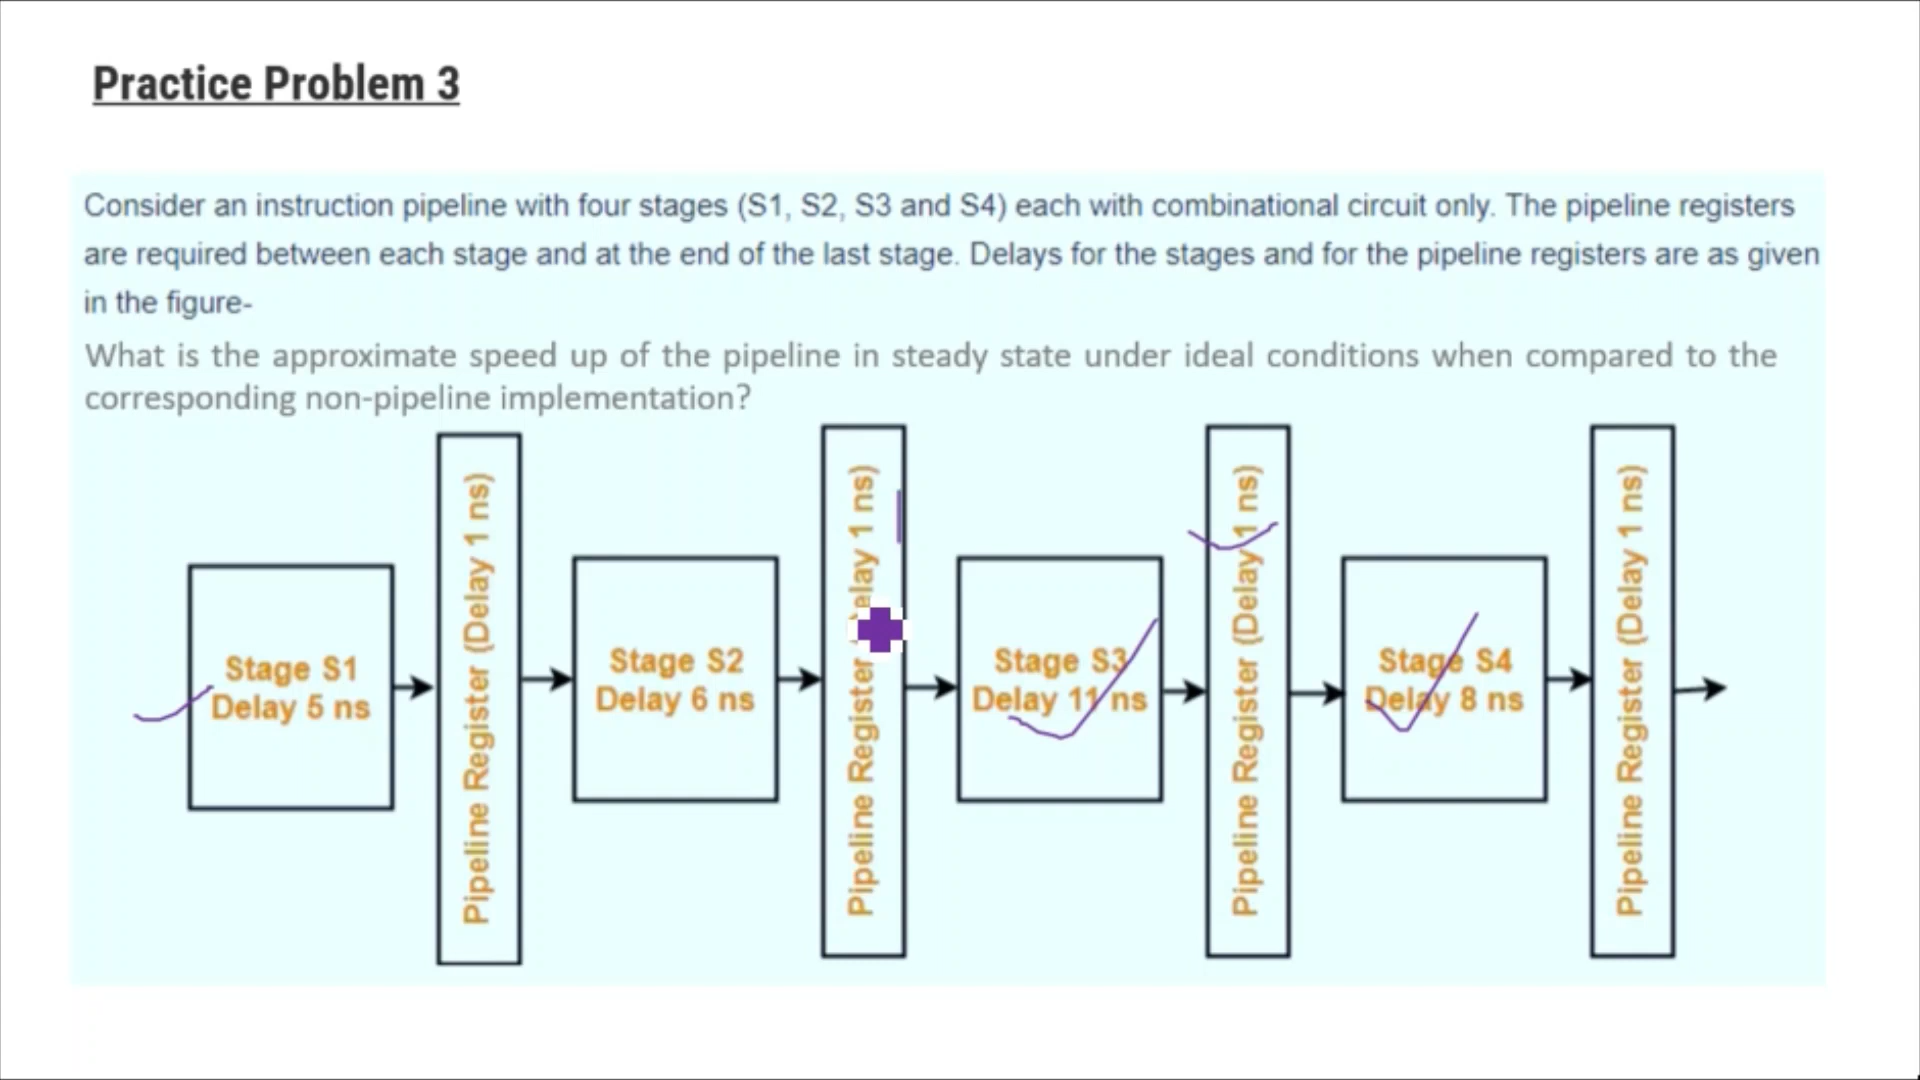 Practice Problem 3
Consider an instruction pipeline with four stages (S1, S2, S3 and S4) each with combinational circuit only. The pipeline registers
are required between each stage and at the end of the last stage. Delays for the stages and for the pipeline registers are as given
in the figure-
What is the approximate speed up of the pipeline in steady state under ideal conditions when compared to the
corresponding non-pipeline implementation?
Stage S1
Delay 5 ns
Pipeline Register (Delay 1 ns)
Stage S2
Delay 6 ns
Pipeline Register elay 1 ns)
Stage S3
Delay 11 ns
Pipeline Register (Delay 1 ns)
Stage S4
Delay 8 ns
Pipeline Register (Delay 1 ns)